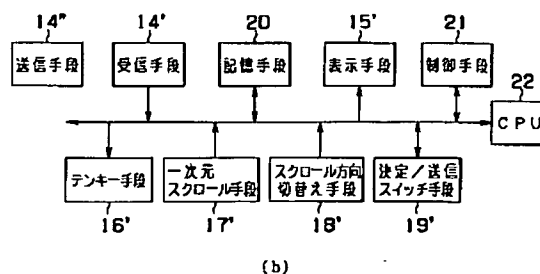 14" 14' 20 15' 21
送信手段 受信手段 記憶手段 表示手段 制御手段
22
CPU
テンキー手段 一次元 スクロール方向 決定/送信
スクロール手段 切替え手段 スイッチ手段
16' 17' 18' 19'
(b)